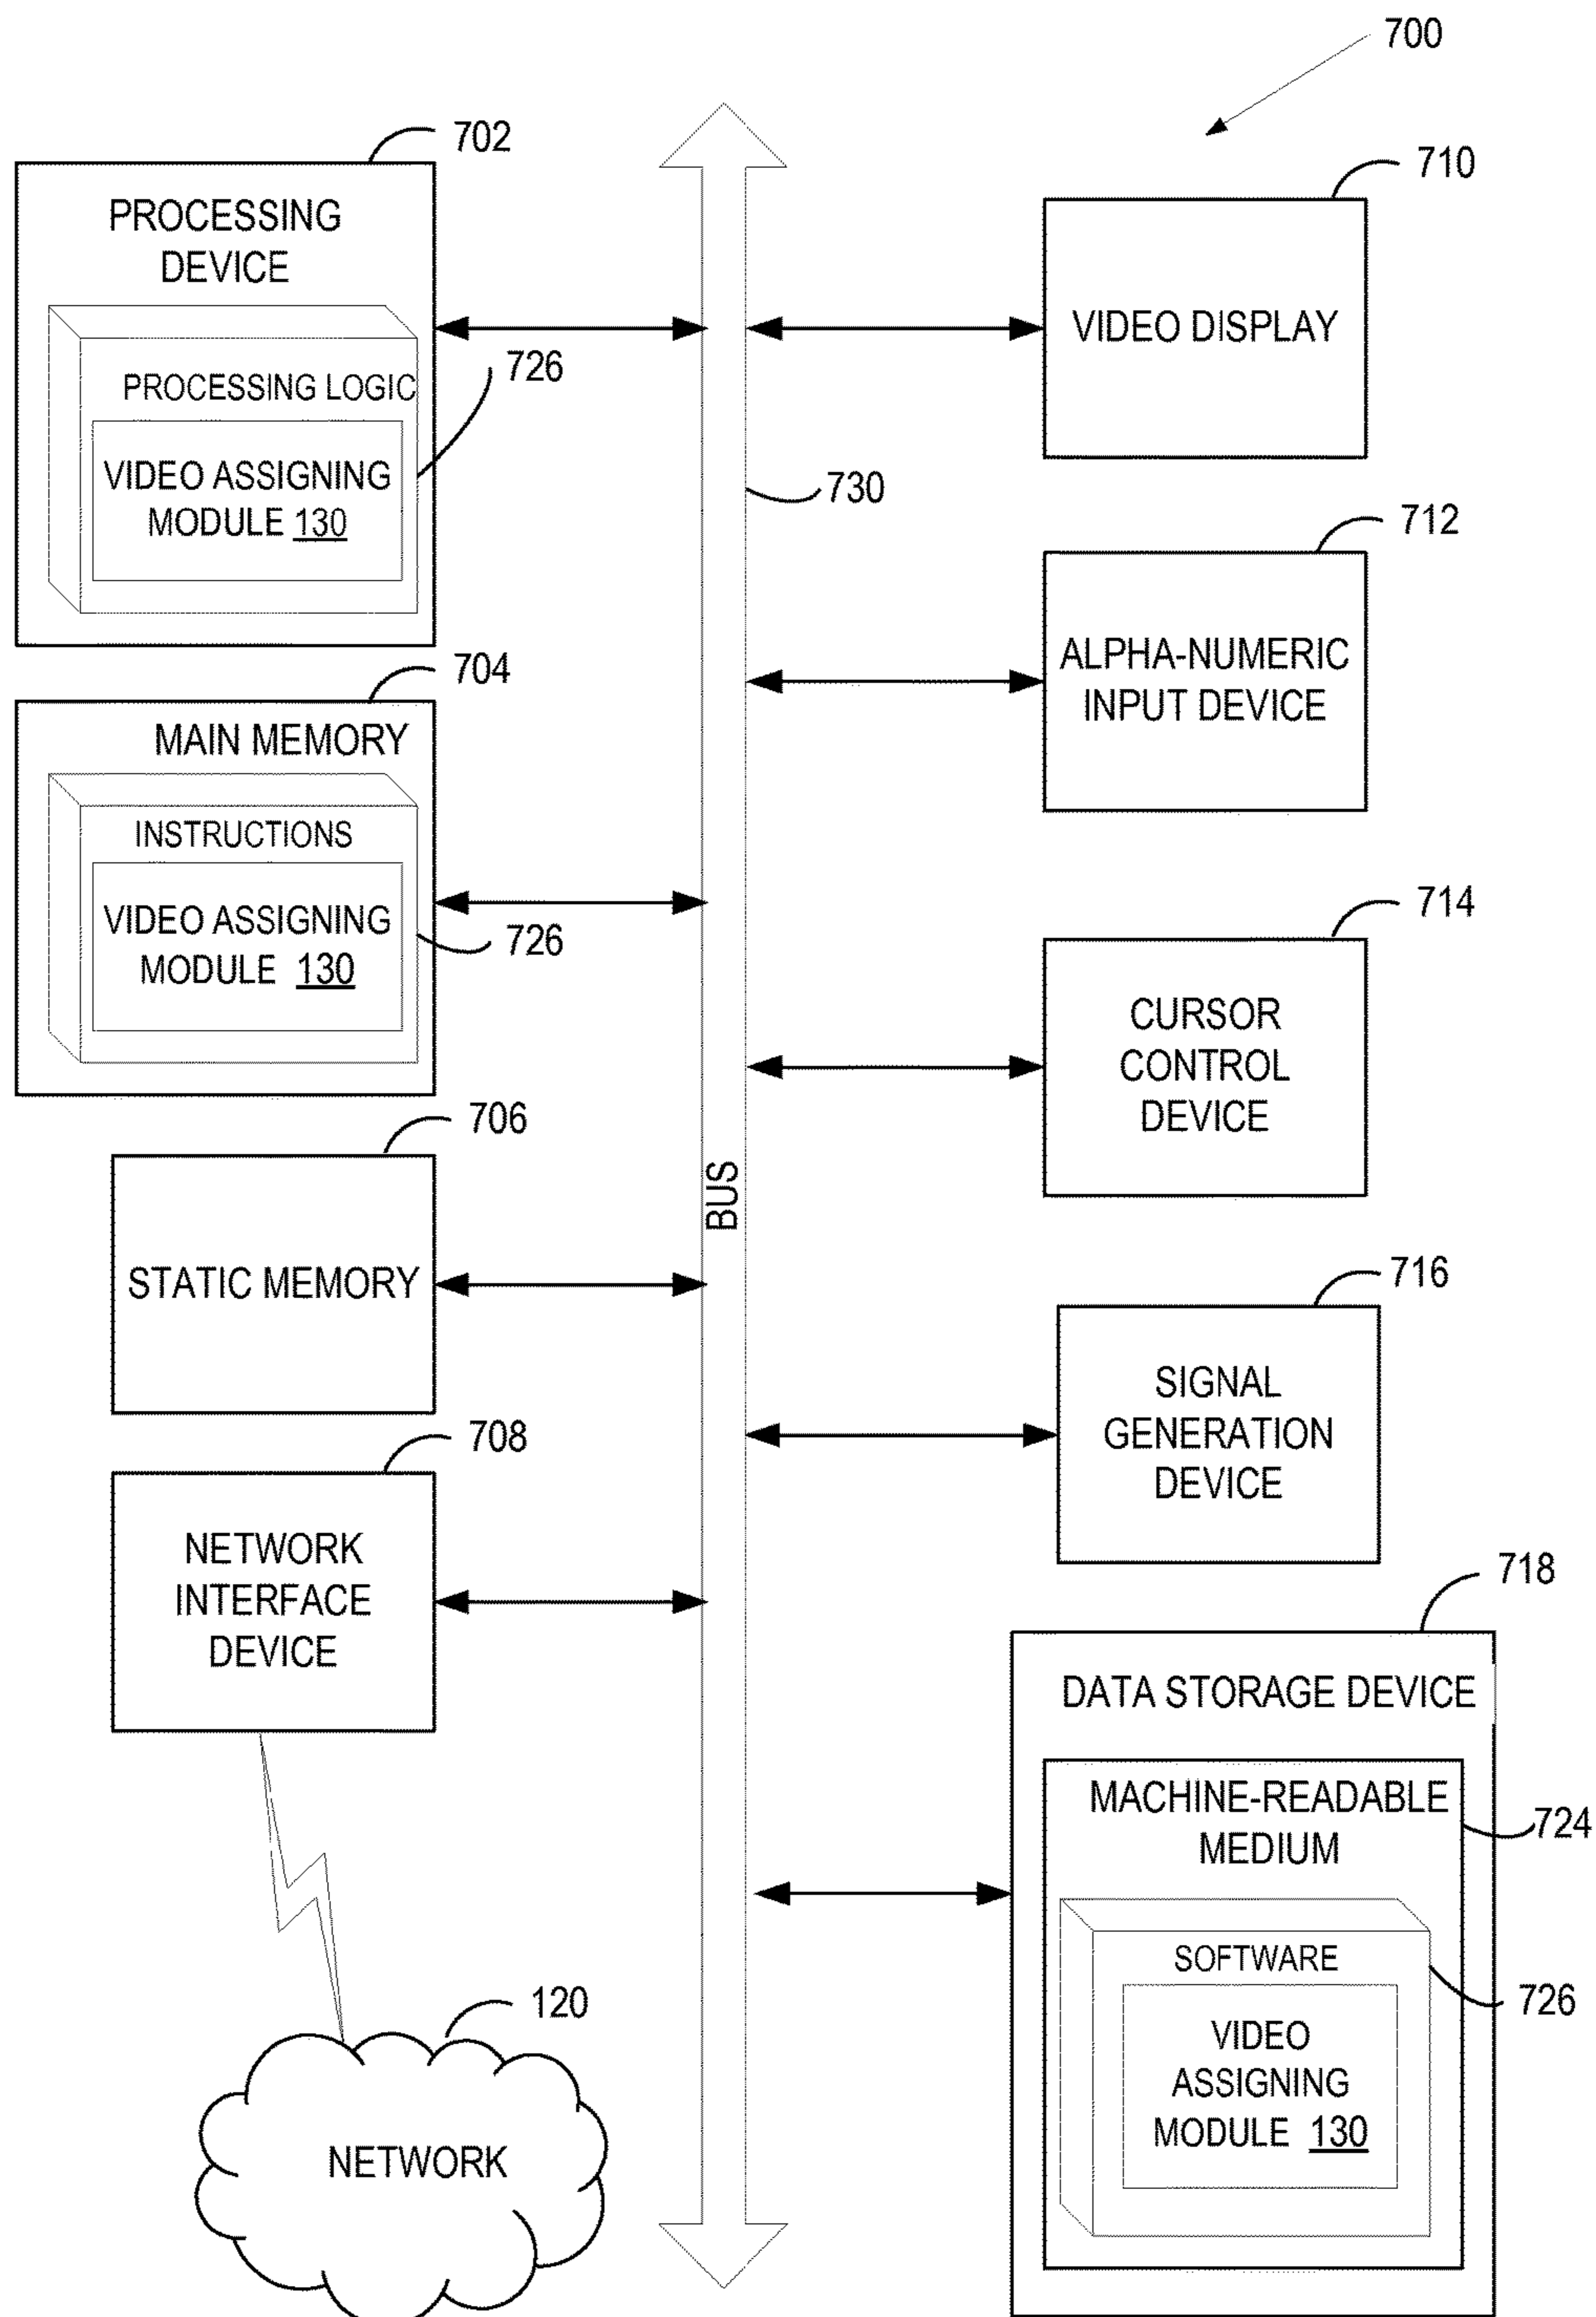 700
702
PROCESSING
DEVICE
PROCESSING LOGIC
726
VIDEO ASSIGNING
MODULE 130
704
MAIN MEMORY
INSTRUCTIONS
VIDEO ASSIGNING
MODULE 130
726
706
STATIC MEMORY
708
NETWORK
INTERFACE
DEVICE
120
NETWORK
BUS
730
710
VIDEO DISPLAY
712
ALPHA-NUMERIC
INPUT DEVICE
714
CURSOR
CONTROL
DEVICE
716
SIGNAL
GENERATION
DEVICE
718
DATA STORAGE DEVICE
MACHINE-READABLE
MEDIUM
724
SOFTWARE
726
VIDEO
ASSIGNING
MODULE 130